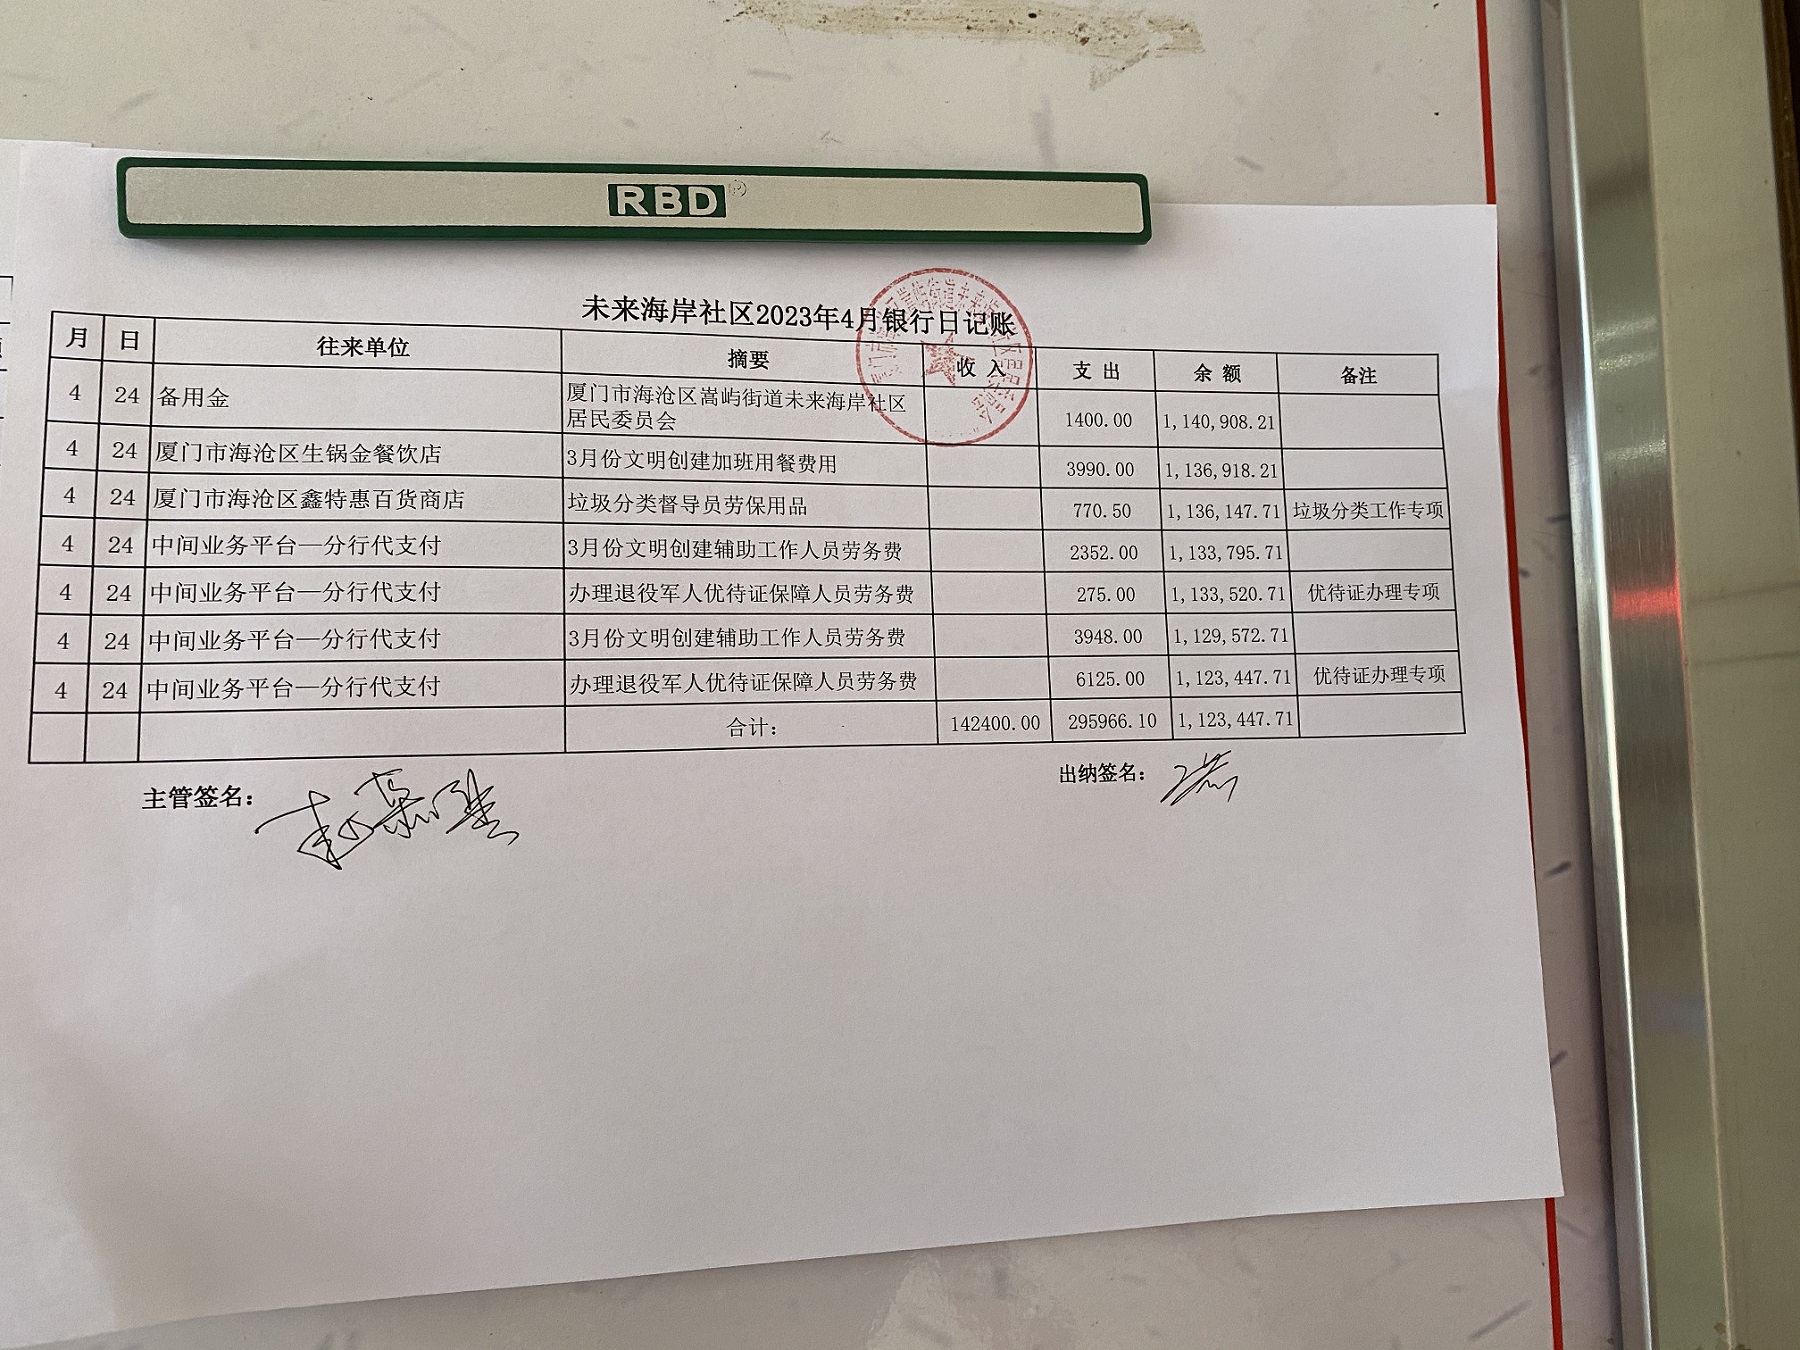 RBD
未来海岸社区2023年4月银行日记账
月 日 往来单位 摘要 收入 支出 余额 备注
4 24 备用金 厦门市海沧区嵩屿街道未来海岸社区
居民委员会 1400.00 1,140,908.21
4 24 厦门市海沧区生锅金餐饮店 3月份文明创建加班用餐费用 3990.00 1,136,918.21
4 24 厦门市海沧区鑫特惠百货商店 垃圾分类督导员劳保用品 770.50 1,136,147.71 垃圾分类工作专项
4 24 中间业务平台—分行代支付 3月份文明创建辅助工作人员劳务费 2352.00 1,133,795.71
4 24 中间业务平台—分行代支付 办理退役军人优待证保障人员劳务费 275.00 1,133,520.71 优待证办理专项
4 24 中间业务平台—分行代支付 3月份文明创建辅助工作人员劳务费 3948.00 1,129,572.71
4 24 中间业务平台—分行代支付 办理退役军人优待证保障人员劳务费 6125.00 1,123,447.71 优待证办理专项
合计： 142400.00 295966.10 1,123,447.71
主管签名： 出纳签名：